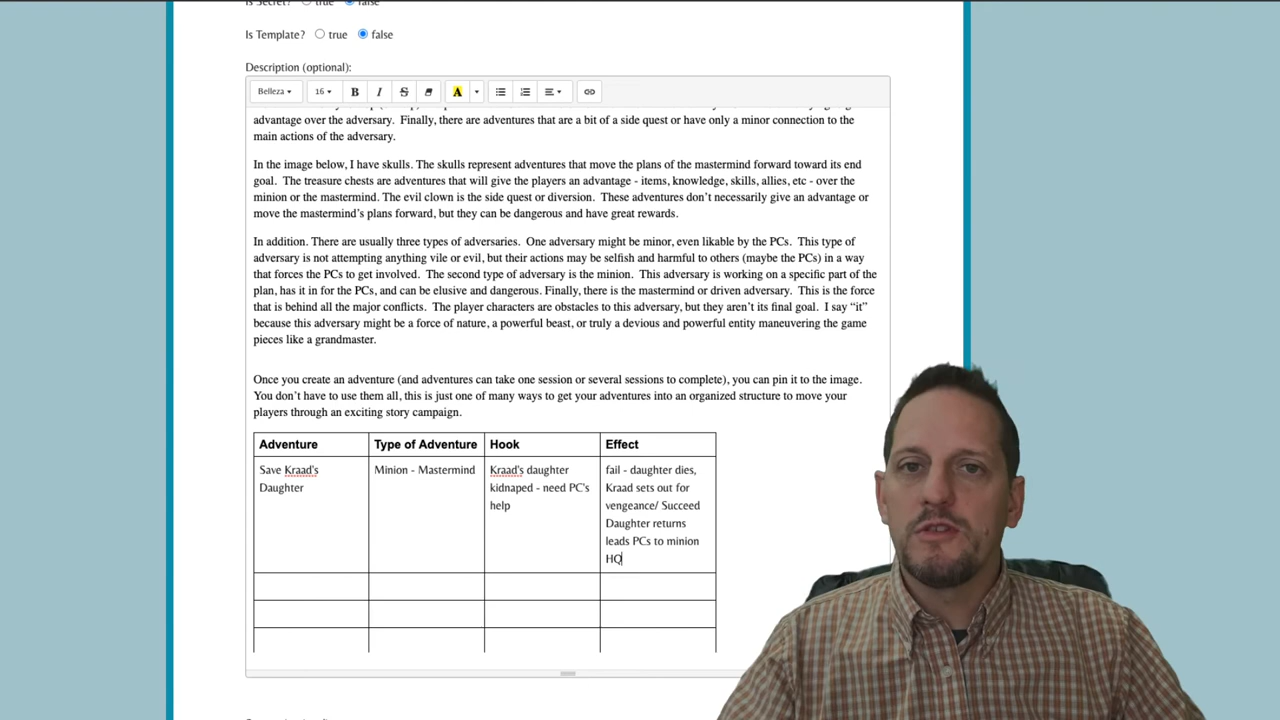 Is Template? true false
Description (optional):
Belleza 16 B I S A
advantage over the adversary. Finally, there are adventures that are a bit of a side quest or have only a minor connection to the
main actions of the adversary.
In the image below, I have skulls. The skulls represent adventures that move the plans of the mastermind forward toward its end
goal. The treasure chests are adventures that will give the players an advantage - items, knowledge, skills, allies, etc - over the
minion or the mastermind. The evil clown is the side quest or diversion. These adventures don't necessarily give an advantage or
move the mastermind's plans forward, but they can be dangerous and have great rewards.
In addition. There are usually three types of adversaries. One adversary might be minor, even likable by the PCs. This type of
adversary is not attempting anything vile or evil, but their actions may be selfish and harmful to others (maybe the PCs) in a way
that forces the PCs to get involved. The second type of adversary is the minion. This adversary is working on a specific part of the
plan, has it in for the PCs, and can be elusive and dangerous. Finally, there is the mastermind or driven adversary. This is the force
that is behind all the major conflicts. The player characters are obstacles to this adversary, but they aren't its final goal. I say “it”
because this adversary might be a force of nature, a powerful beast, or truly a devious and powerful entity maneuvering the game
pieces like a grandmaster.
Once you create an adventure (and adventures can take one session or several sessions to complete), you can pin it to the image.
You don't have to use them all, this is just one of many ways to get your adventures into an organized structure to move your
players through an exciting story campaign.
Adventure Type of Adventure Hook Effect
Save Kraad's Minion - Mastermind Kraad's daughter fail - daughter dies,
Daughter kidnaped - need PC's Kraad sets out for
help vengeance/ Succeed
Daughter returns
leads PCs to minion
HQ